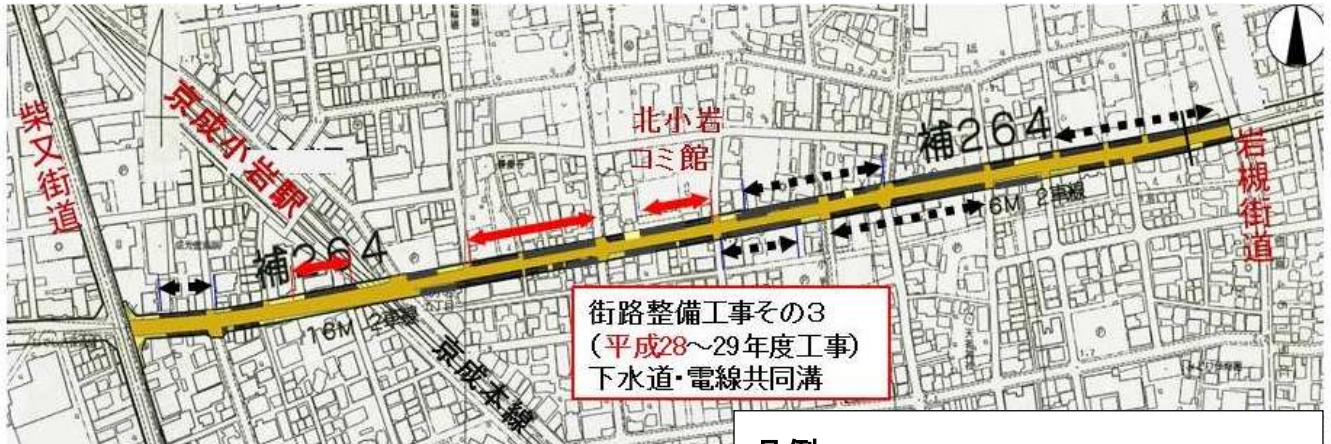 柴又街道
京成小岩駅
北小岩
コミ館
補264
岩槻街道
補264
16M 2車線
6M 2車線
京成本線
街路整備工事その3
(平成28～29年度工事)
下水道・電線共同溝
凡例